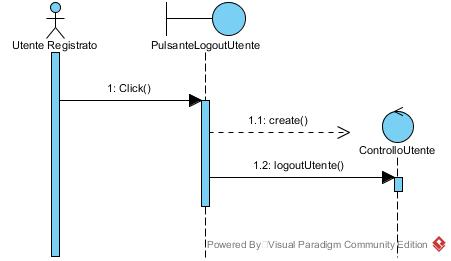 Utente Registrato
PulsanteLogoutUtente
1: Click()
1.1: create()
ControlloUtente
1.2: logoutUtente()
Powered By Visual Paradigm Community Edition